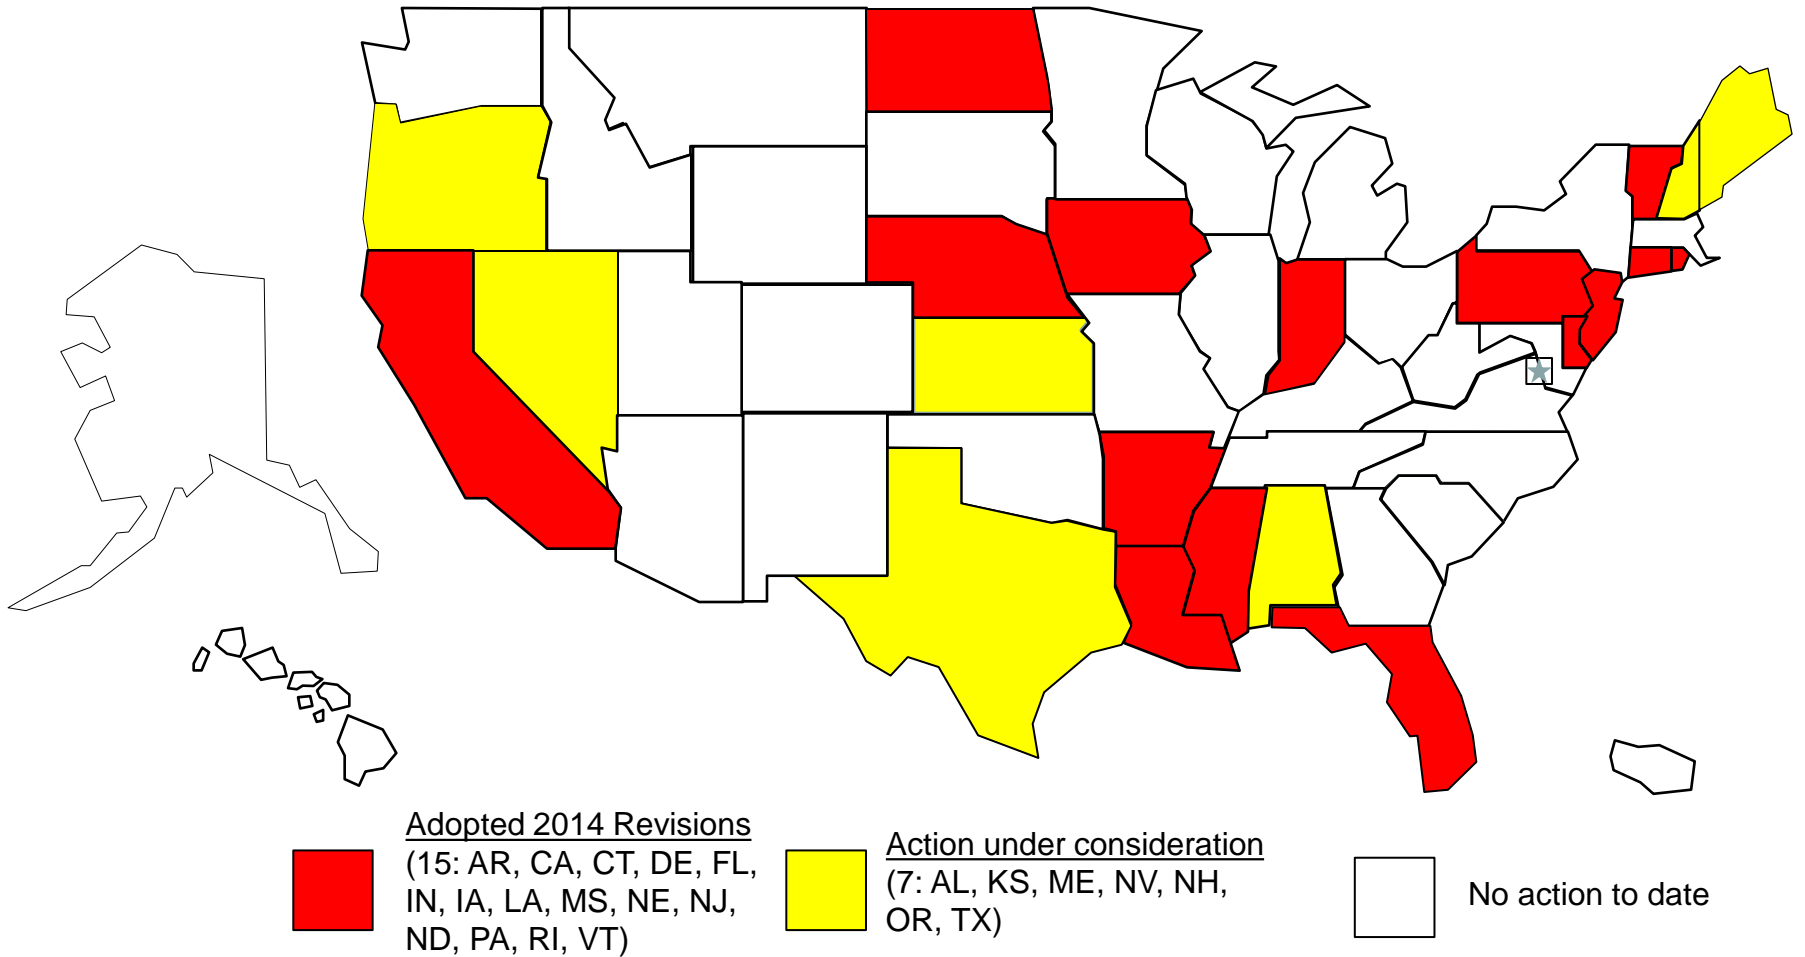 Adopted 2014 Revisions
(15: AR, CA, CT, DE, FL,
IN, IA, LA, MS, NE, NJ,
ND, PA, RI, VT)
Action under consideration
(7: AL, KS, ME, NV, NH,
OR, TX)
No action to date